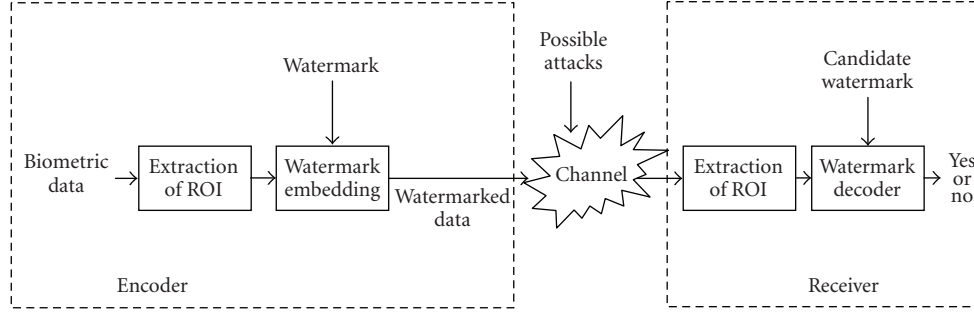 Possible
attacks
Watermark
Candidate
watermark
Biometric
data
Extraction
of ROI
Watermark
embedding
Watermarked
data
Channel
Extraction
of ROI
Watermark
decoder
Yes
or
no
Encoder
Receiver